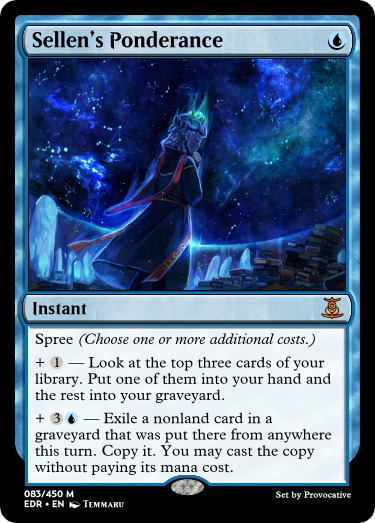 Sellen's Ponderance
Instant
Spree (Choose one or more additional costs.)
+ 1 — Look at the top three cards of your
library. Put one of them into your hand and
the rest into your graveyard.
+ 3 — Exile a nonland card in a
graveyard that was put there from anywhere
this turn. Copy it. You may cast the copy
without paying its mana cost.
083/450 M
EDR • EN TEMMARU
Set by Provocative